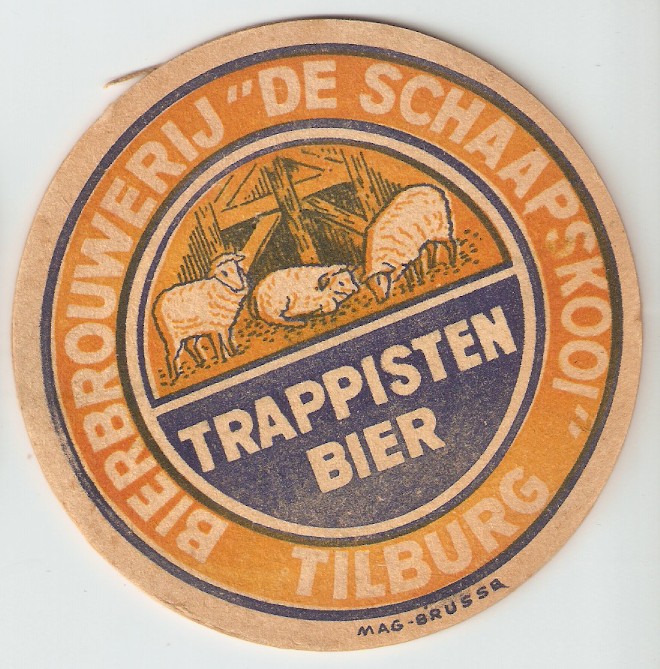 BIERBROUWERIJ "DE SCHAAPSKOOI"
TILBURG
TRAPPISTEN
BIER
MAG-BRUSSR